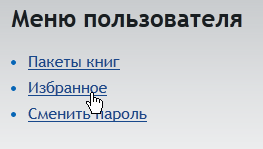 Меню пользователя
Пакеты книг
Избранное
Сменить пароль